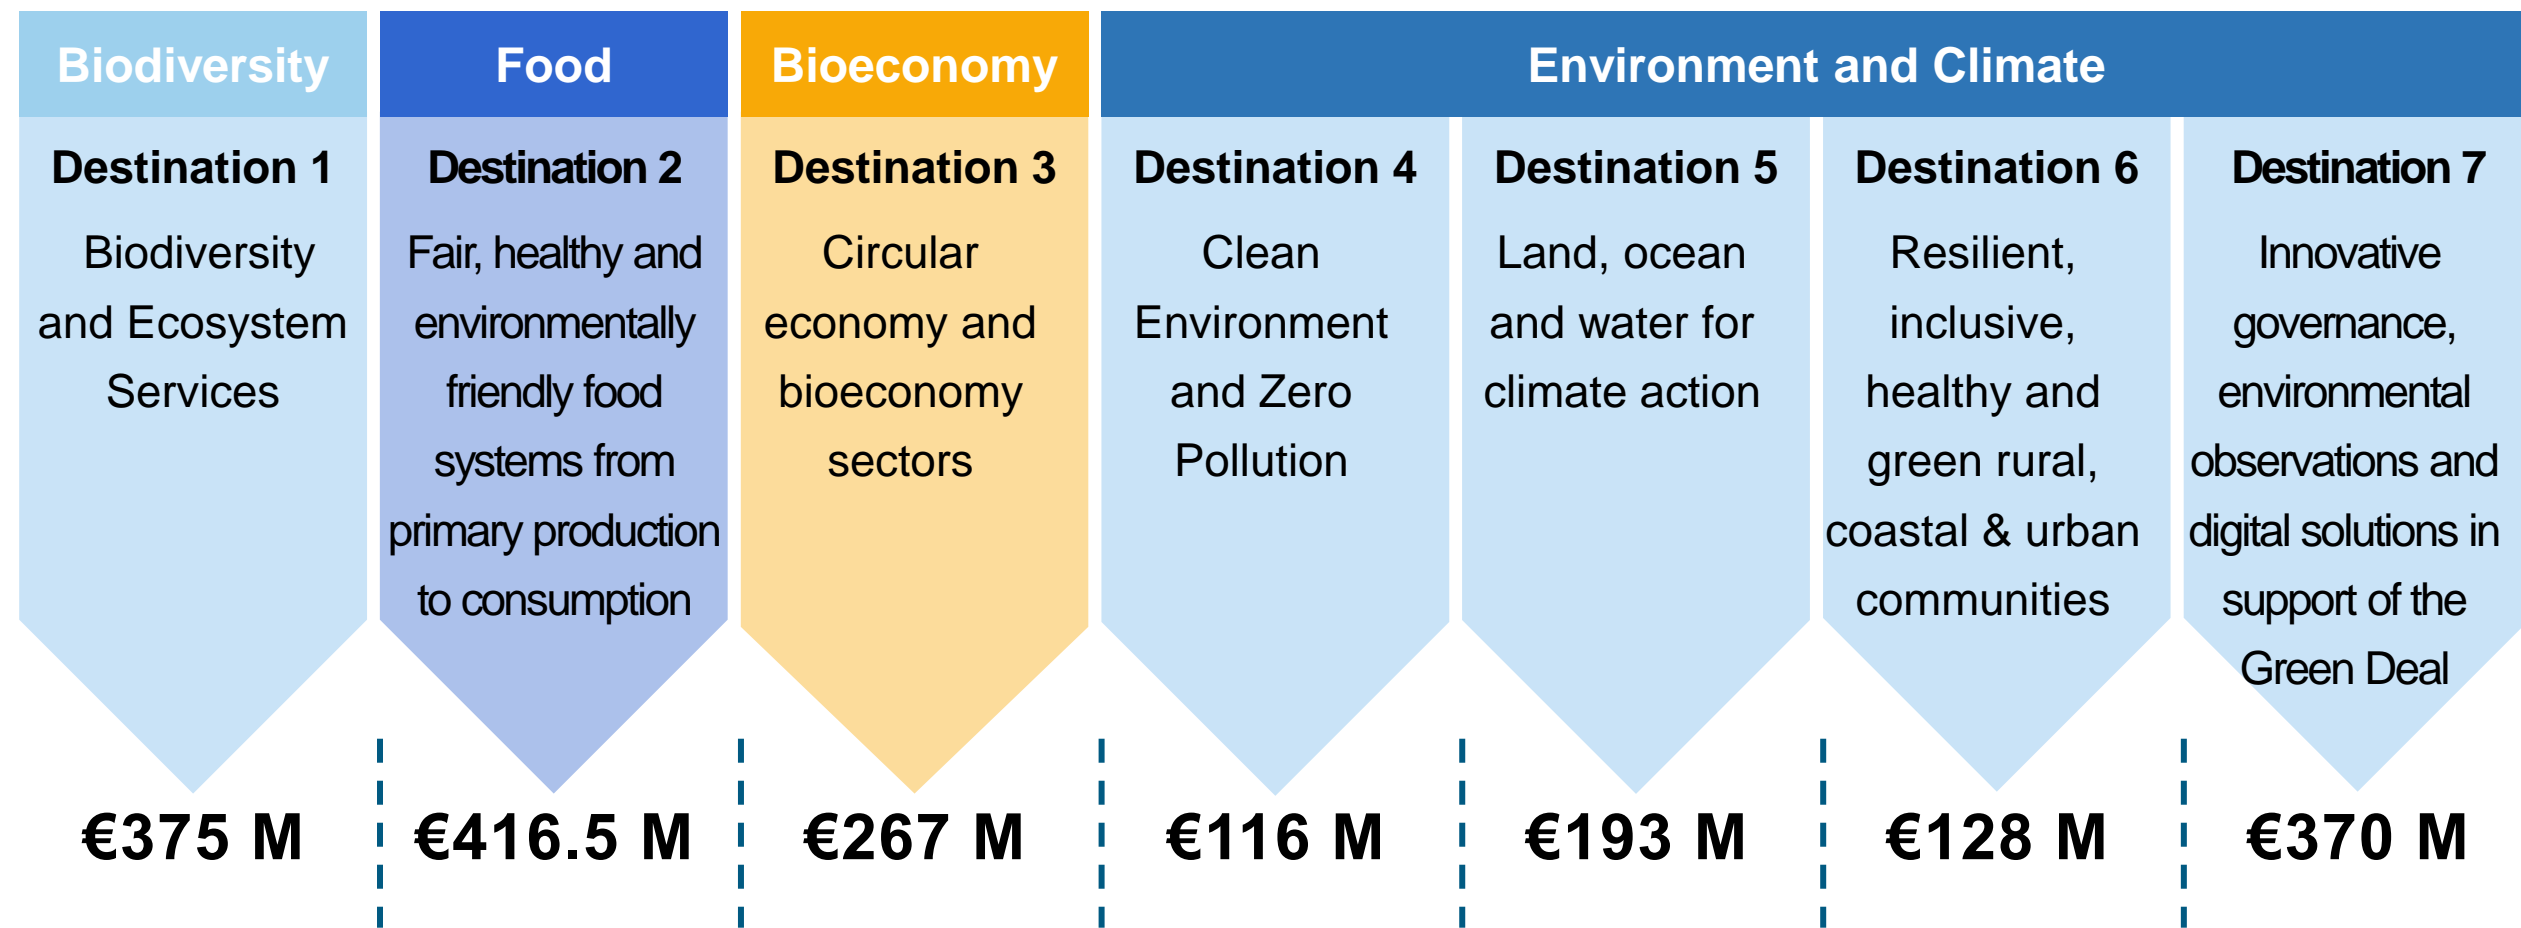 Biodiversity
Food
Bioeconomy
Environment and Climate
Destination 1
Biodiversity
and Ecosystem
Services
€375 M
Destination 2
Fair, healthy and
environmentally
friendly food
systems from
primary production
to consumption
€416.5 M
Destination 3
Circular
economy and
bioeconomy
sectors
€267 M
Destination 4
Clean
Environment
and Zero
Pollution
€116 M
Destination 5
Land, ocean
and water for
climate action
€193 M
Destination 6
Resilient,
inclusive,
healthy and
green rural,
coastal & urban
communities
€128 M
Destination 7
Innovative
governance,
environmental
observations and
digital solutions in
support of the
Green Deal
€370 M